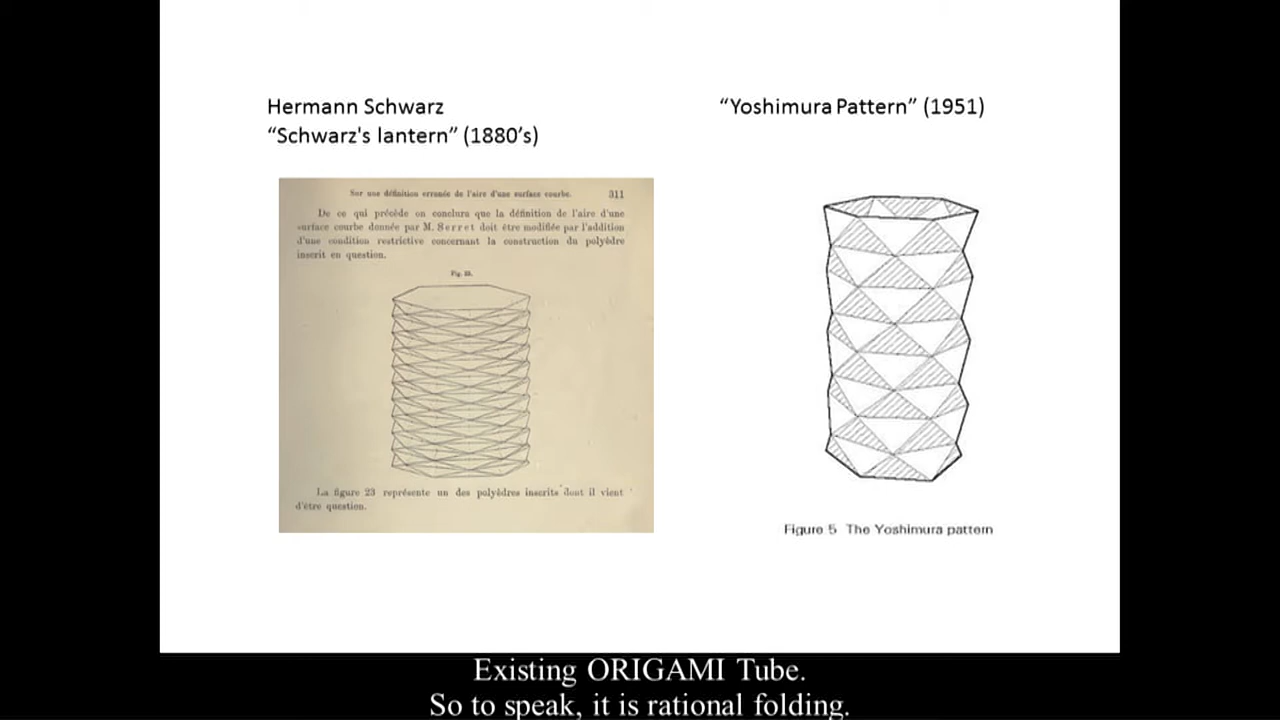 Hermann Schwarz
“Schwarz's lantern” (1880’s)
“Yoshimura Pattern” (1951)
Sur une définition erronée de l'aire d'une surface courbe. 311
De ce qui précède on conclura que la définition de l'aire d'une
surface courbe donnée par M. Serret doit être modifiée par l'addition
d'une condition restrictive concernant la construction du polyèdre
inscrit en question.
Fig.
La figure 23 représente un des polyèdres inscrits dont il vient
d'être question.
Figure 5 The Yoshimura pattern
Existing ORIGAMI Tube.
So to speak, it is rational folding.